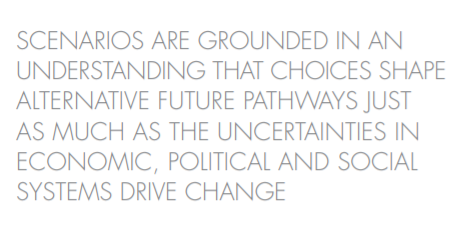 SCENARIOS ARE GROUNDED IN AN
UNDERSTANDING THAT CHOICES SHAPE
ALTERNATIVE FUTURE PATHWAYS JUST
AS MUCH AS THE UNCERTAINTIES IN
ECONOMIC, POLITICAL AND SOCIAL
SYSTEMS DRIVE CHANGE